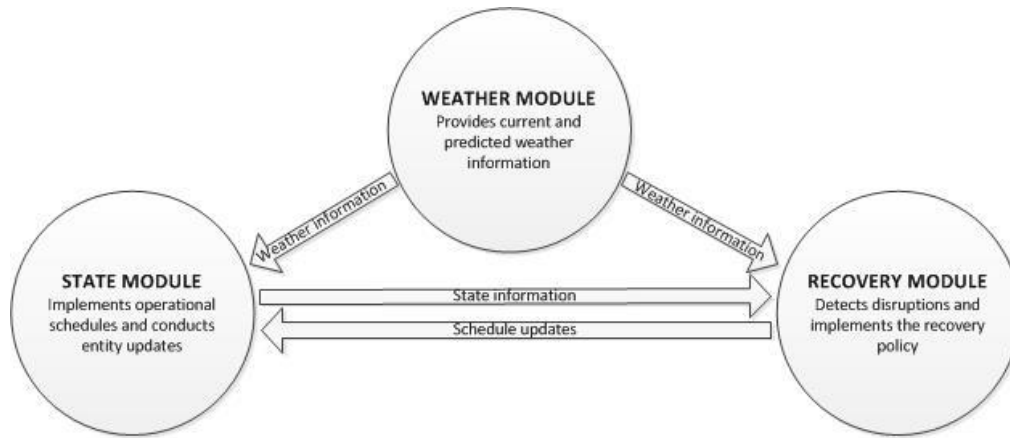 WEATHER MODULE
Provides current and
predicted weather
information
Weather information
Weather information
STATE MODULE
Implements operational
schedules and conducts
entity updates
State information
Schedule updates
RECOVERY MODULE
Detects disruptions and
implements the recovery
policy